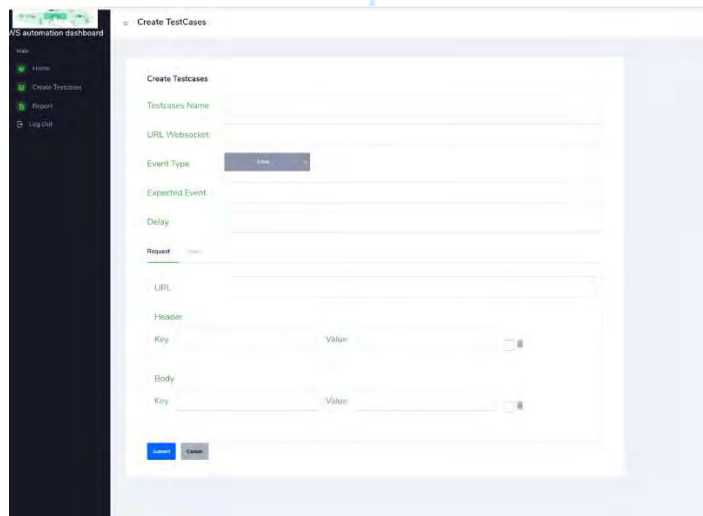 WS automation dashboard
Create TestCases
Main
Home
Create Testcases
Report
Log Out
Create Testcases
Testcases Name
URL Websocket
Event Type
Expected Event
Delay
Request
URL
Header
Key
Value
Body
Key
Value
Submit
Cancel